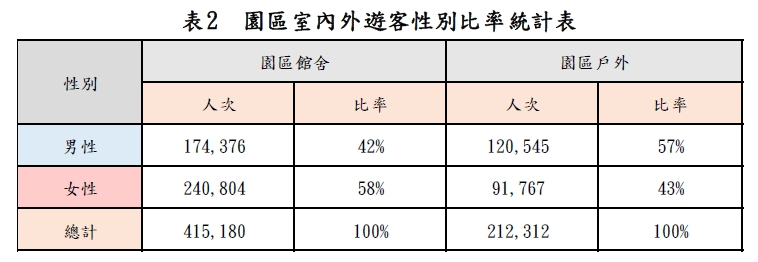 表2 園區室內外遊客性別比率統計表
性別 園區館舍 園區戶外
人次 比率 人次 比率
男性 174,376 42% 120,545 57%
女性 240,804 58% 91,767 43%
總計 415,180 100% 212,312 100%